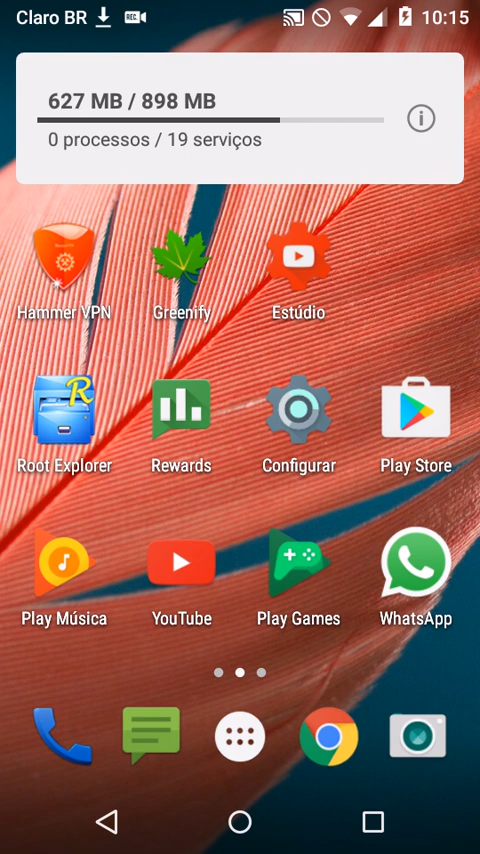 Claro BR REC 10:15
627 MB / 898 MB
0 processos / 19 serviços
Hammer VPN Greenify Estúdio
R
Root Explorer Rewards Configurar Play Store
Play Música YouTube Play Games WhatsApp